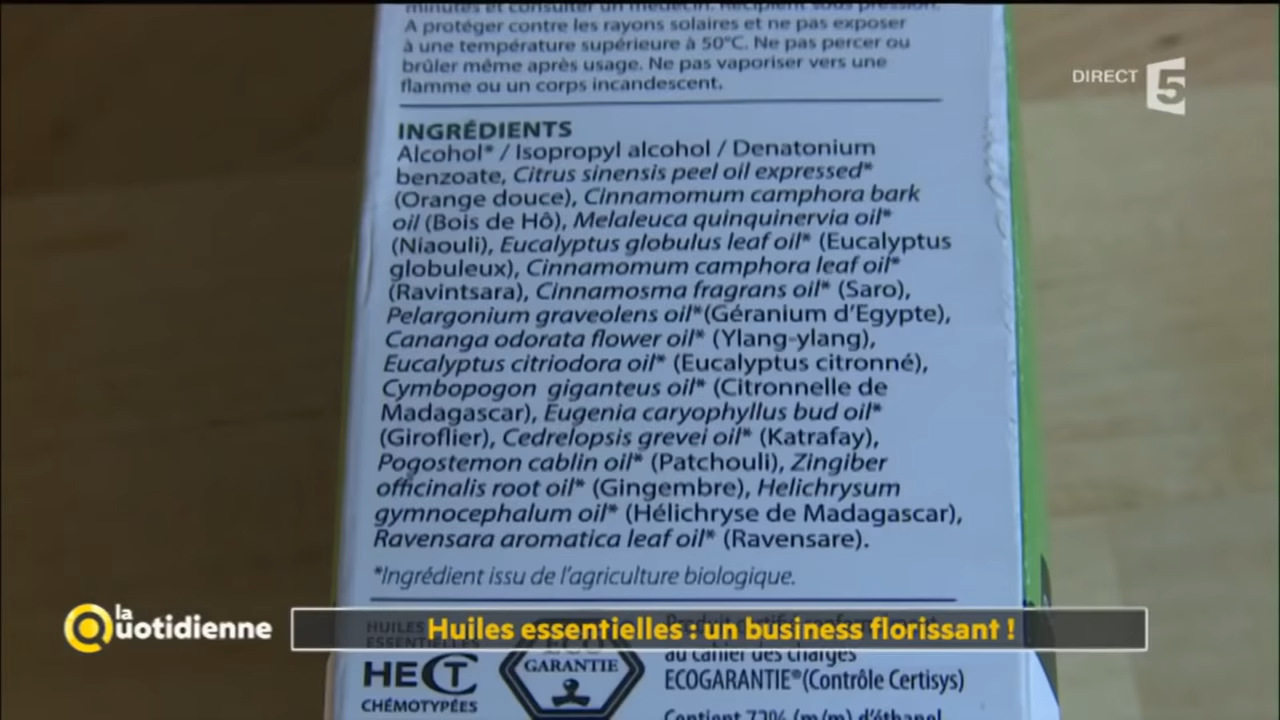 minutes et consulter un médecin. Récipient sous pression.
A protéger contre les rayons solaires et ne pas exposer
à une température supérieure à 50°C. Ne pas percer ou
brûler même après usage. Ne pas vaporiser vers une
flamme ou un corps incandescent.
DIRECT 5
INGRÉDIENTS
Alcohol* / Isopropyl alcohol / Denatonium
benzoate, Citrus sinensis peel oil expressed*
(Orange douce), Cinnamomum camphora bark
oil (Bois de Hô), Melaleuca quinquinervia oil*
(Niaouli), Eucalyptus globulus leaf oil* (Eucalyptus
globuleux), Cinnamomum camphora leaf oil*
(Ravintsara), Cinnamosma fragrans oil* (Saro),
Pelargonium graveolens oil*(Géranium d'Egypte),
Cananga odorata flower oil* (Ylang-ylang),
Eucalyptus citriodora oil* (Eucalyptus citronné),
Cymbopogon giganteus oil* (Citronnelle de
Madagascar), Eugenia caryophyllus bud oil*
(Giroflier), Cedrelopsis grevei oil* (Katrafay),
Pogostemon cablin oil* (Patchouli), Zingiber
officinalis root oil* (Gingembre), Helichrysum
gymnocephalum oil* (Hélichryse de Madagascar),
Ravensara aromatica leaf oil* (Ravensare).
*Ingrédient issu de l'agriculture biologique.
la Quotidienne
Huiles essentielles : un business florissant !
HUILES
ESSENTIELLES
HECT
CHÉMOTYPÉES
ECO
GARANTIE
au cahier des charges
ECOGARANTIE®(Contrôle Certisys)
Contient 72% (m/m) d'éthanol